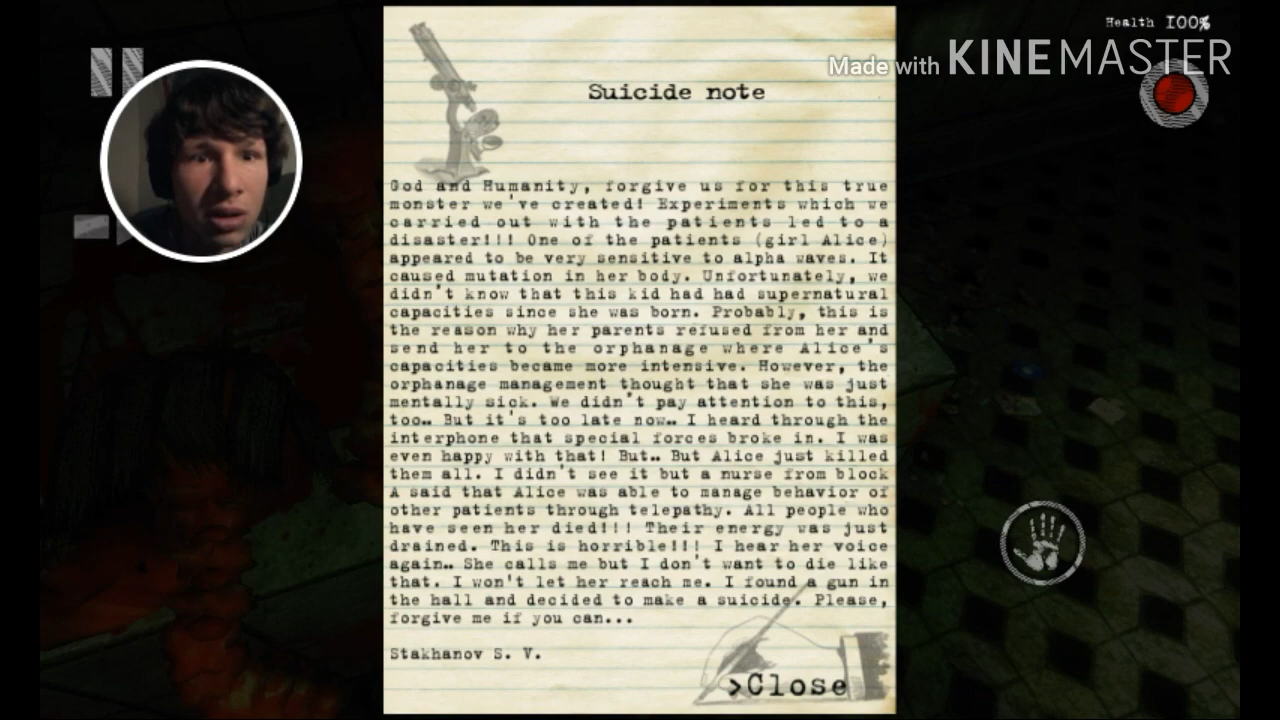 Health 100%
Made with KINEMASTER
Suicide note
God and Humanity, forgive us for this true
monster we've created! Experiments which we
carried out with the patients led to a
disaster!!! One of the patients (girl Alice)
appeared to be very sensitive to alpha waves. It
caused mutation in her body. Unfortunately, we
didn't know that this kid had had supernatural
capacities since she was born. Probably, this is
the reason why her parents refused from her and
send her to the orphanage where Alice's
capacities became more intensive. However, the
orphanage management thought that she was just
mentally sick. We didn't pay attention to this,
too.. But it's too late now.. I heard through the
interphone that special forces broke in. I was
even happy with that! But.. But Alice just killed
them all. I didn't see it but a nurse from block
A said that Alice was able to manage behavior of
other patients through telepathy. All people who
have seen her died!!! Their energy was just
drained. This is horrible!!! I hear her voice
again.. She calls me but I don't want to die like
that. I won't let her reach me. I found a gun in
the hall and decided to make a suicide. Please,
forgive me if you can...
Stakhanov S. V.
>Close